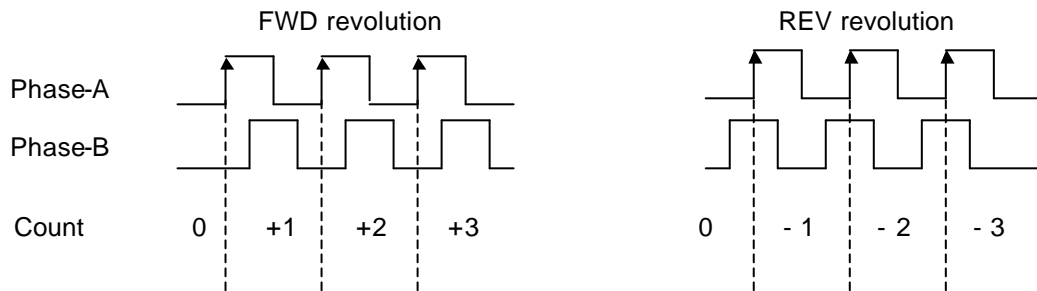 FWD revolution REV revolution
Phase-A
Phase-B
Count 0 +1 +2 +3 0 - 1 - 2 - 3